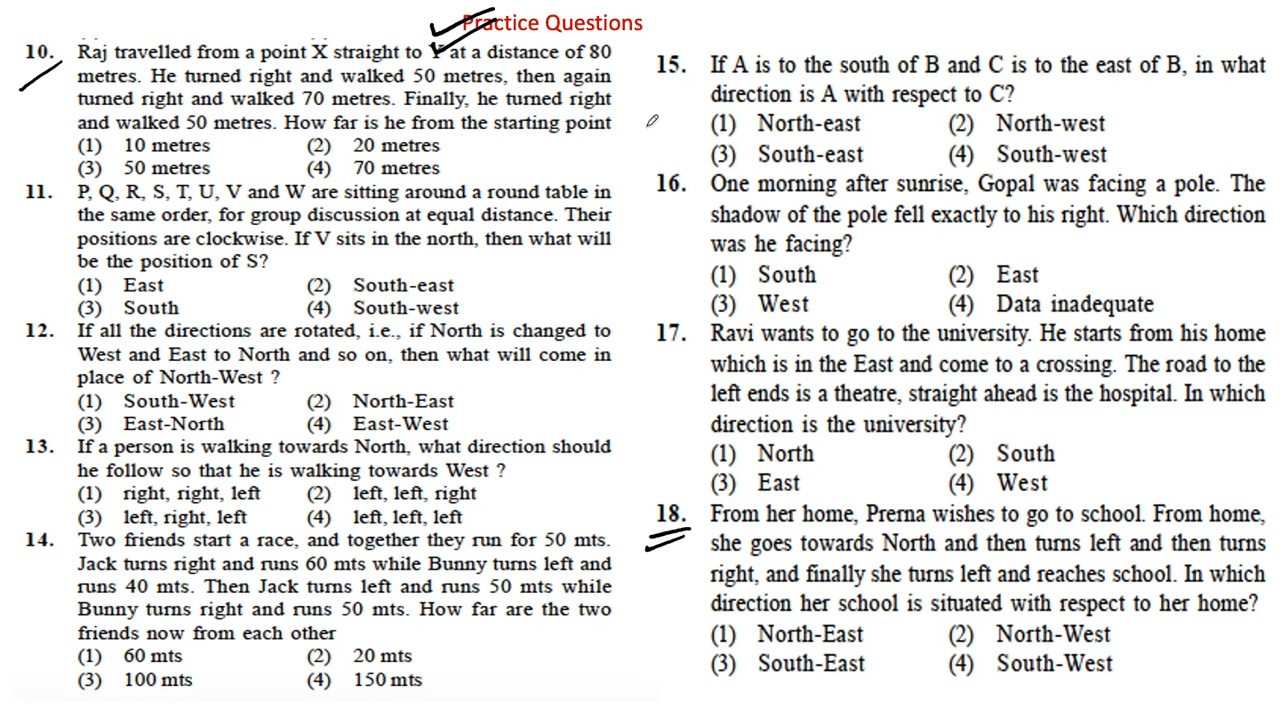 Practice Questions
10. Raj travelled from a point X straight to Y at a distance of 80
metres. He turned right and walked 50 metres, then again
turned right and walked 70 metres. Finally, he turned right
and walked 50 metres. How far is he from the starting point
(1) 10 metres (2) 20 metres
(3) 50 metres (4) 70 metres
11. P, Q, R, S, T, U, V and W are sitting around a round table in
the same order, for group discussion at equal distance. Their
positions are clockwise. If V sits in the north, then what will
be the position of S?
(1) East (2) South-east
(3) South (4) South-west
12. If all the directions are rotated, i.e., if North is changed to
West and East to North and so on, then what will come in
place of North-West ?
(1) South-West (2) North-East
(3) East-North (4) East-West
13. If a person is walking towards North, what direction should
he follow so that he is walking towards West ?
(1) right, right, left (2) left, left, right
(3) left, right, left (4) left, left, left
14. Two friends start a race, and together they run for 50 mts.
Jack turns right and runs 60 mts while Bunny turns left and
runs 40 mts. Then Jack turns left and runs 50 mts while
Bunny turns right and runs 50 mts. How far are the two
friends now from each other
(1) 60 mts (2) 20 mts
(3) 100 mts (4) 150 mts
15. If A is to the south of B and C is to the east of B, in what
direction is A with respect to C?
(1) North-east (2) North-west
(3) South-east (4) South-west
16. One morning after sunrise, Gopal was facing a pole. The
shadow of the pole fell exactly to his right. Which direction
was he facing?
(1) South (2) East
(3) West (4) Data inadequate
17. Ravi wants to go to the university. He starts from his home
which is in the East and come to a crossing. The road to the
left ends is a theatre, straight ahead is the hospital. In which
direction is the university?
(1) North (2) South
(3) East (4) West
18. From her home, Prerna wishes to go to school. From home,
she goes towards North and then turns left and then turns
right, and finally she turns left and reaches school. In which
direction her school is situated with respect to her home?
(1) North-East (2) North-West
(3) South-East (4) South-West